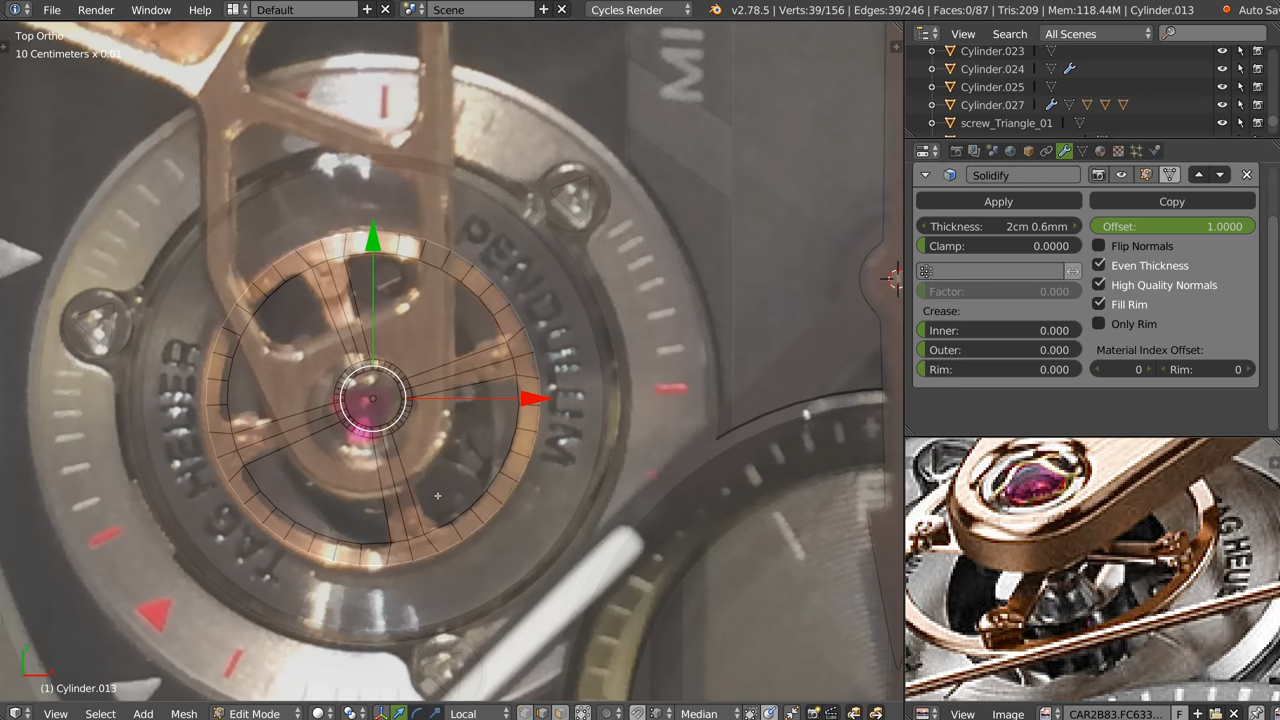 File Render Window Help Default Scene Cycles Render v2.78.5 | Verts:39/156 | Edges:39/246 | Faces:0/87 | Tris:209 | Mem:118.44M | Cylinder.013 Auto Sa
Top Ortho
10 Centimeters x 0.01
View Search All Scenes
Cylinder.023
Cylinder.024
Cylinder.025
Cylinder.027
screw_Triangle_01
Solidify
Apply Copy
Thickness: 2cm 0.6mm Offset: 1.0000
Clamp: 0.0000 Flip Normals
Even Thickness
Factor: 0.000 High Quality Normals
Crease: Fill Rim
Inner: 0.000 Only Rim
Outer: 0.000 Material Index Offset:
Rim: 0.000 0 Rim: 0
PENDULUM
TAG HEUER
AG HEU
(1) Cylinder.013
View Select Add Mesh Edit Mode Local Median
View Image CAR2B83.FC633... F